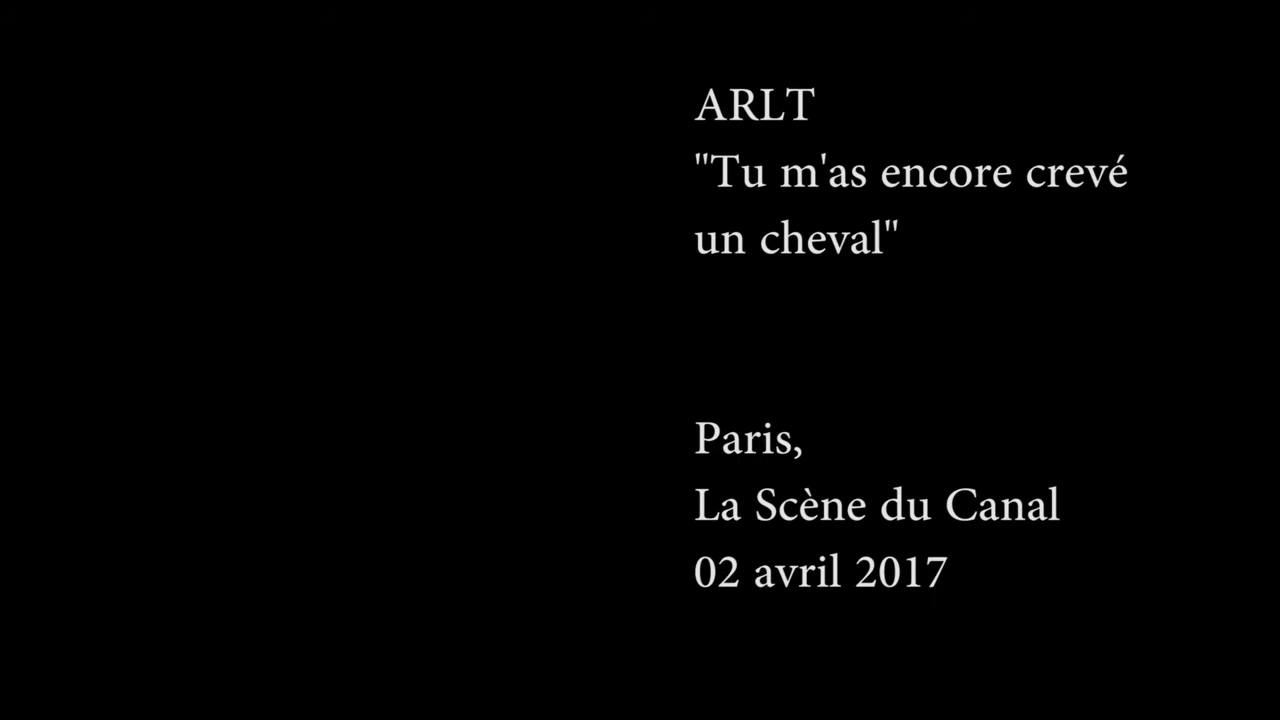 ARLT
"Tu m'as encore crevé
un cheval"
Paris,
La Scène du Canal
02 avril 2017